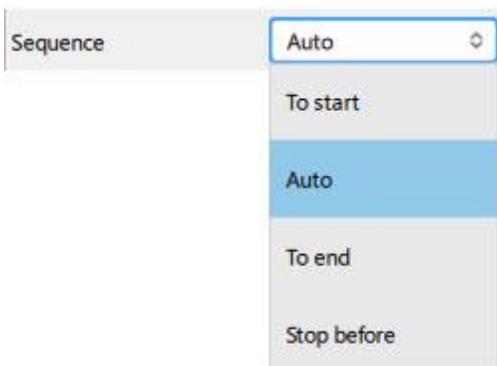 Sequence Auto
To start
Auto
To end
Stop before